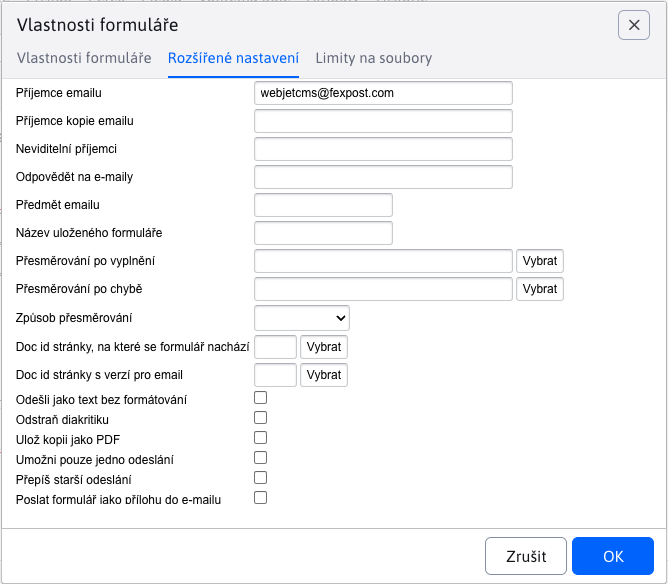 Vlastnosti formuláře
Vlastnosti formuláře Rozšířené nastavení Limity na soubory
Příjemce emailu webjetcms@fexpost.com
Příjemce kopie emailu
Neviditelní příjemci
Odpovědět na e-maily
Předmět emailu
Název uloženého formuláře
Přesměrování po vyplnění Vybrat
Přesměrování po chybě Vybrat
Způsob přesměrování
Doc id stránky, na které se formulář nachází Vybrat
Doc id stránky s verzí pro email Vybrat
Odešli jako text bez formátování
Odstraň diakritiku
Ulož kopii jako PDF
Umožni pouze jedno odeslání
Přepíš starší odeslání
Poslat formulář jako přílohu do e-mailu
Zrušit OK